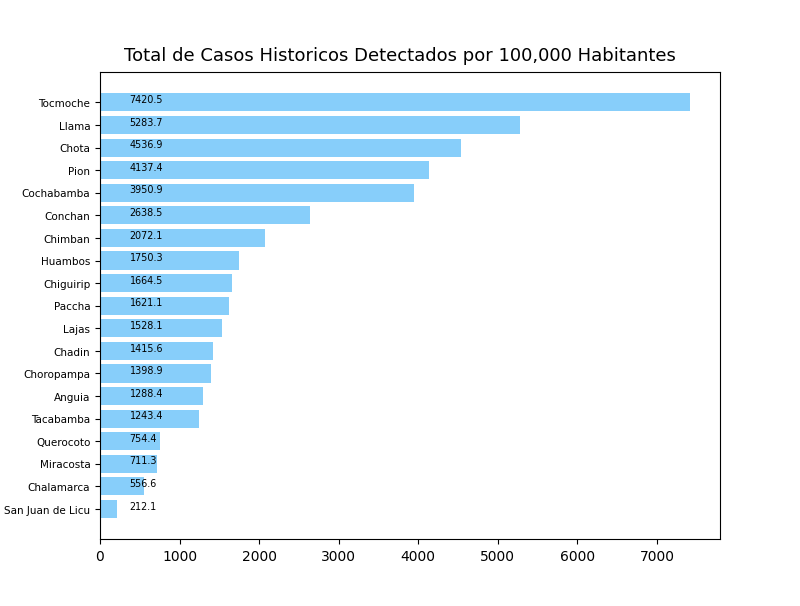 Total de Casos Historicos Detectados por 100,000 Habitantes
Tocmoche 7420.5
Llama 5283.7
Chota 4536.9
Pion 4137.4
Cochabamba 3950.9
Conchan 2638.5
Chimban 2072.1
Huambos 1750.3
Chiguirip 1664.5
Paccha 1621.1
Lajas 1528.1
Chadin 1415.6
Choropampa 1398.9
Anguia 1288.4
Tacabamba 1243.4
Querocoto 754.4
Miracosta 711.3
Chalamarca 556.6
San Juan de Licu 212.1
0 1000 2000 3000 4000 5000 6000 7000